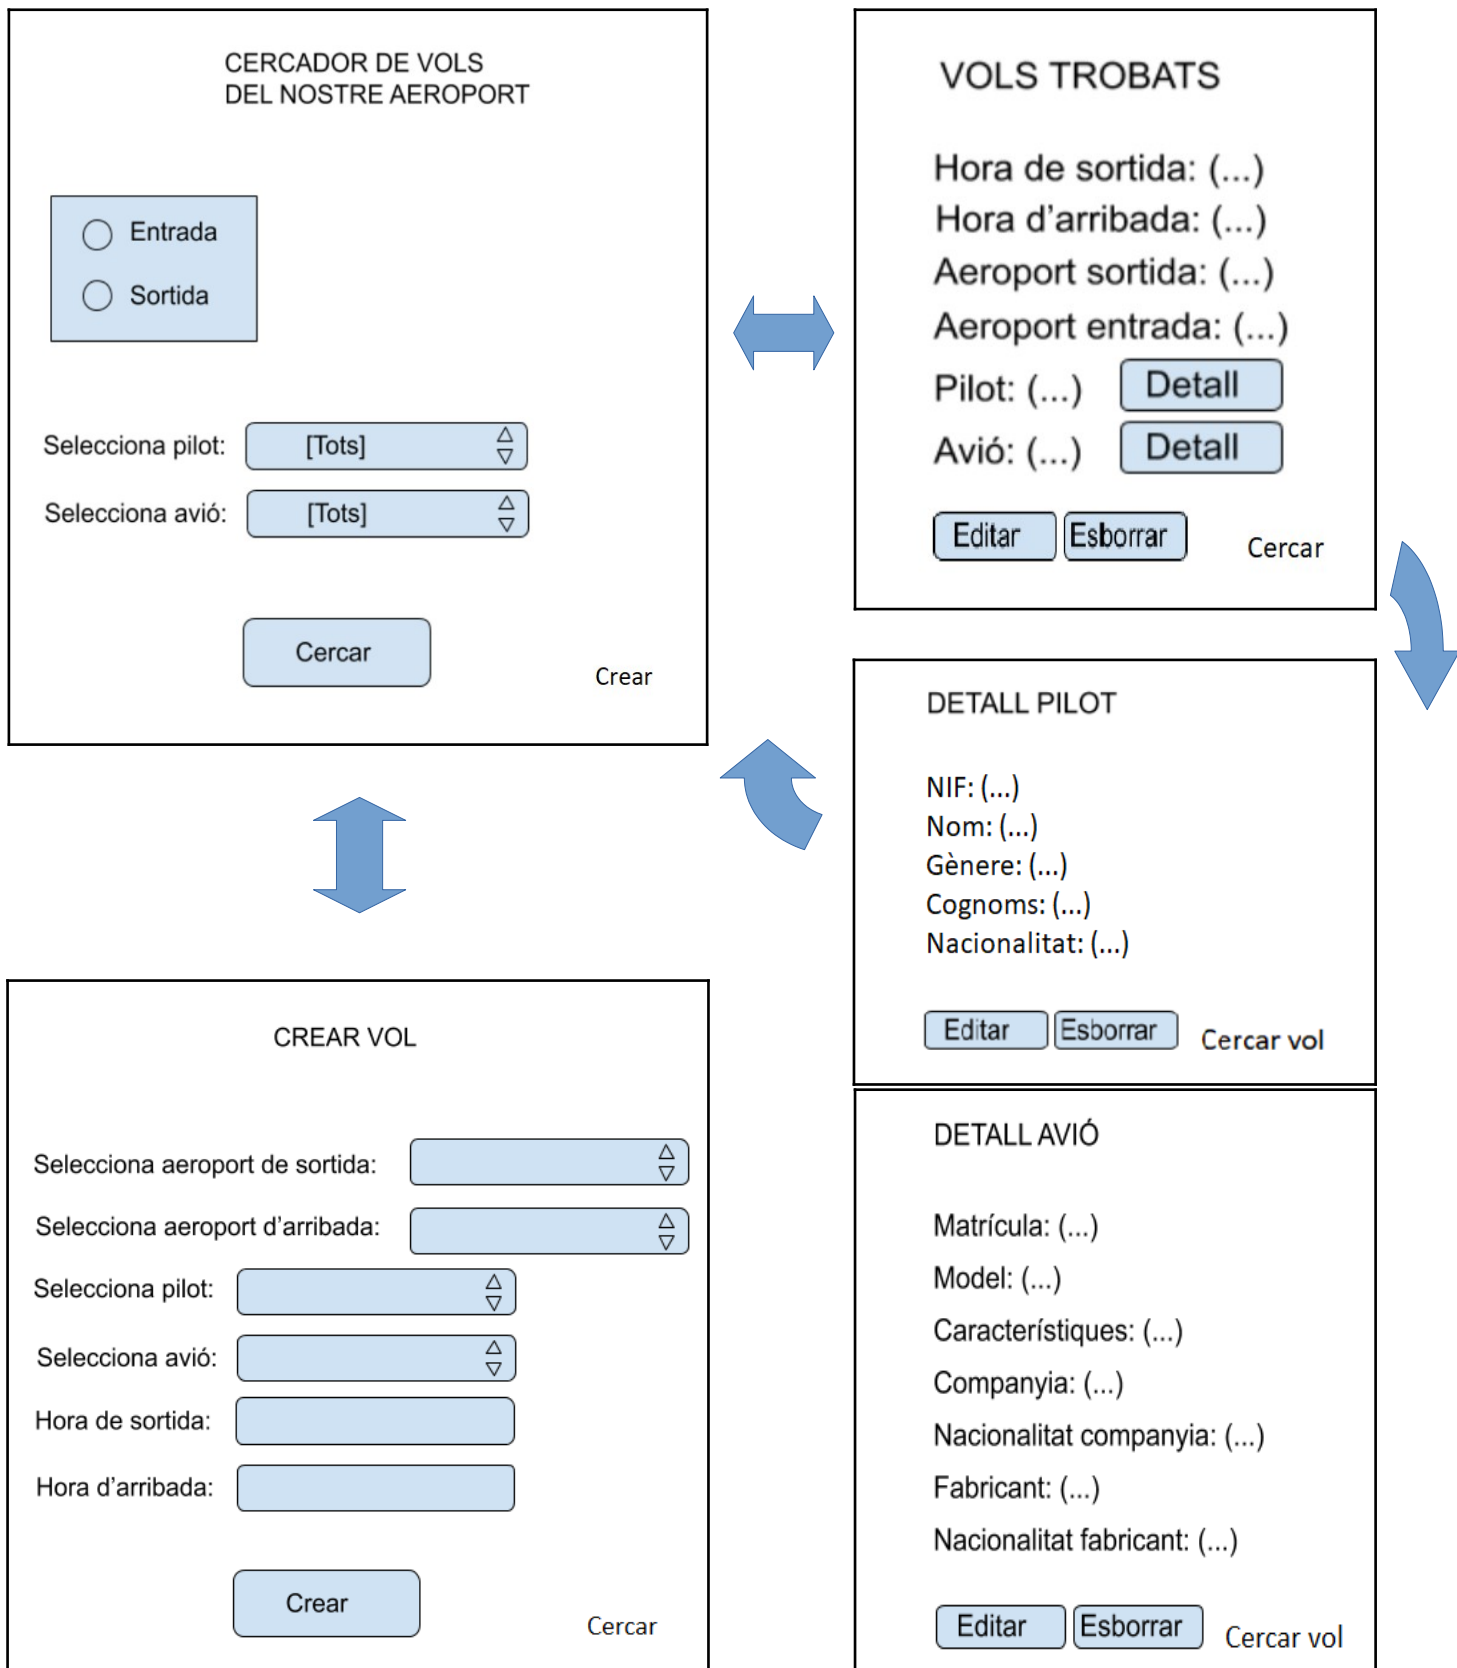 CERCADOR DE VOLS
DEL NOSTRE AEROPORT
Entrada
Sortida
Selecciona pilot: [Tots]
Selecciona avió: [Tots]
Cercar
Crear
VOLS TROBATS
Hora de sortida: (...)
Hora d’arribada: (...)
Aeroport sortida: (...)
Aeroport entrada: (...)
Pilot: (...) Detall
Avió: (...) Detall
Editar Esborrar Cercar
DETALL PILOT
NIF: (...)
Nom: (...)
Gènere: (...)
Cognoms: (...)
Nacionalitat: (...)
Editar Esborrar Cercar vol
CREAR VOL
Selecciona aeroport de sortida:
Selecciona aeroport d’arribada:
Selecciona pilot:
Selecciona avió:
Hora de sortida:
Hora d’arribada:
Crear
Cercar
DETALL AVIÓ
Matrícula: (...)
Model: (...)
Característiques: (...)
Companyia: (...)
Nacionalitat companyia: (...)
Fabricant: (...)
Nacionalitat fabricant: (...)
Editar Esborrar Cercar vol